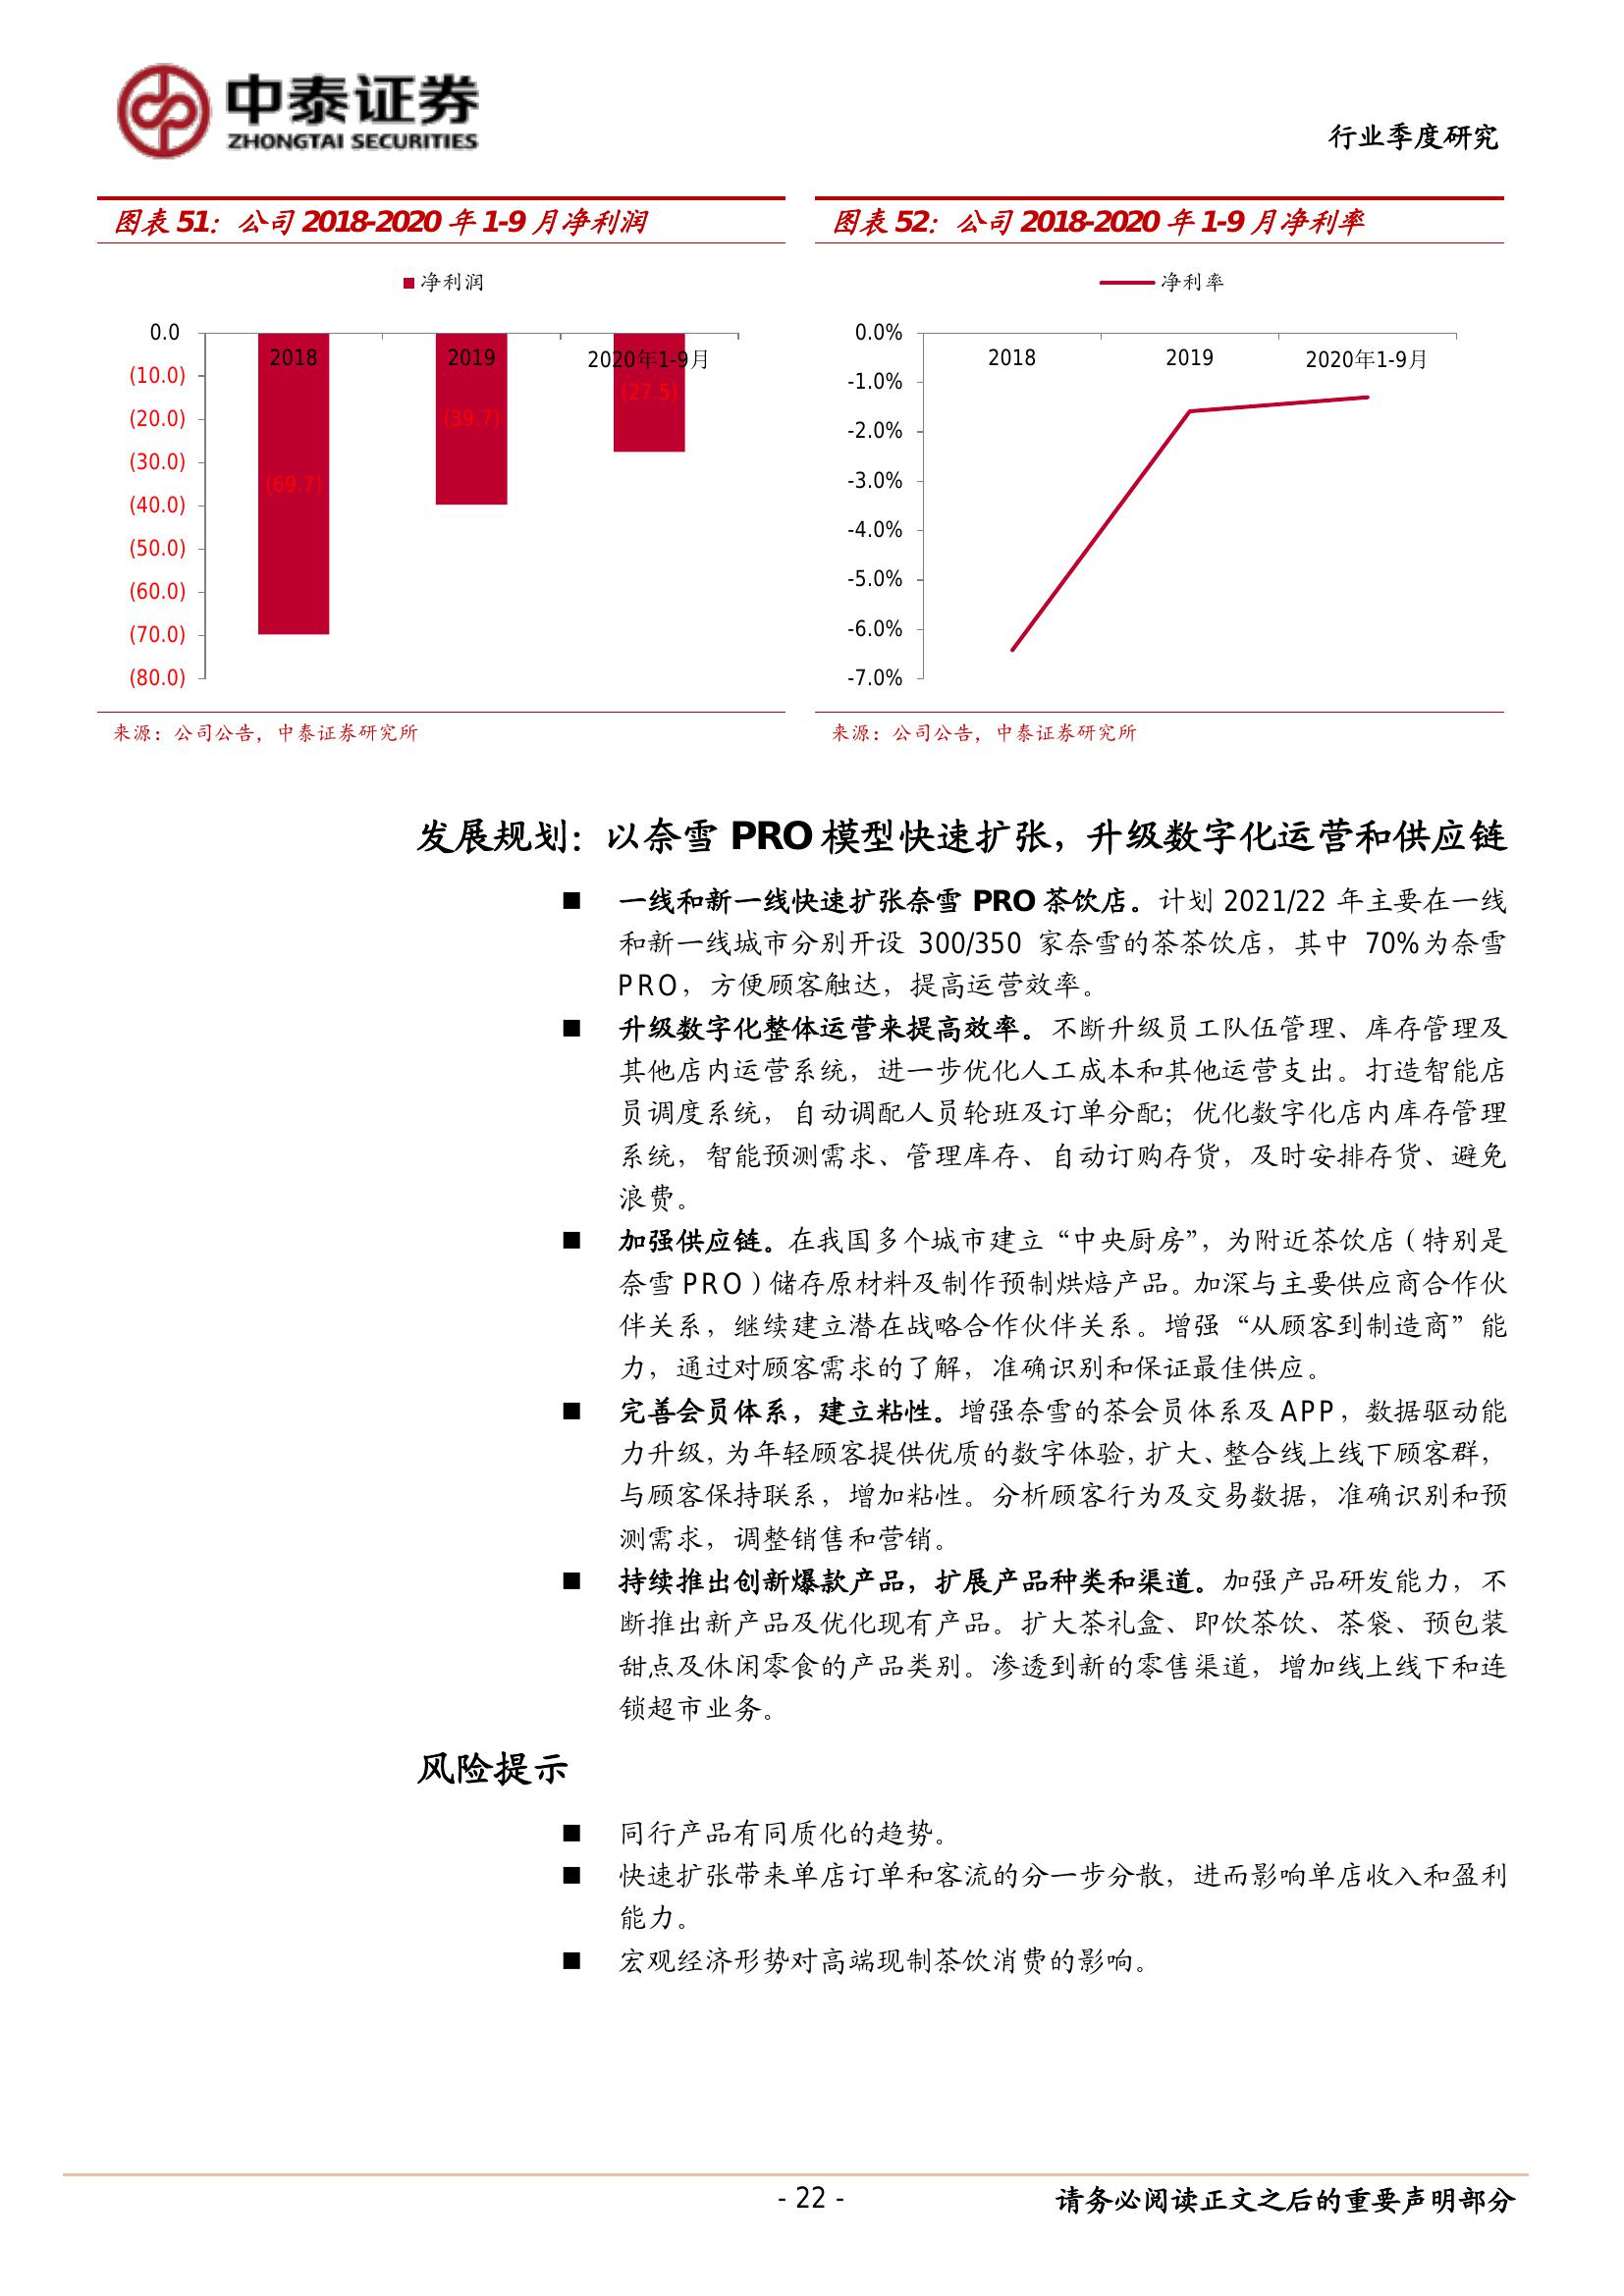 中泰证券
ZHONGTAI SECURITIES
行业季度研究
图表 51：公司 2018-2020 年 1-9 月净利润
净利润
0.0
(10.0)
(20.0)
(30.0)
(40.0)
(50.0)
(60.0)
(70.0)
(80.0)
2018
2019
2020年1-9月
(69.7)
(39.7)
(27.5)
来源：公司公告，中泰证券研究所
图表 52：公司 2018-2020 年 1-9 月净利率
净利率
0.0%
-1.0%
-2.0%
-3.0%
-4.0%
-5.0%
-6.0%
-7.0%
2018
2019
2020年1-9月
来源：公司公告，中泰证券研究所
发展规划：以奈雪 PRO 模型快速扩张，升级数字化运营和供应链
■ 一线和新一线快速扩张奈雪 PRO 茶饮店。计划 2021/22 年主要在一线
和新一线城市分别开设 300/350 家奈雪的茶茶饮店，其中 70%为奈雪
PRO，方便顾客触达，提高运营效率。
■ 升级数字化整体运营来提高效率。不断升级员工队伍管理、库存管理及
其他店内运营系统，进一步优化人工成本和其他运营支出。打造智能店
员调度系统，自动调配人员轮班及订单分配；优化数字化店内库存管理
系统，智能预测需求、管理库存、自动订购存货，及时安排存货、避免
浪费。
■ 加强供应链。在我国多个城市建立“中央厨房”，为附近茶饮店（特别是
奈雪 PRO）储存原材料及制作预制烘焙产品。加深与主要供应商合作伙
伴关系，继续建立潜在战略合作伙伴关系。增强“从顾客到制造商”能
力，通过对顾客需求的了解，准确识别和保证最佳供应。
■ 完善会员体系，建立粘性。增强奈雪的茶会员体系及 APP，数据驱动能
力升级，为年轻顾客提供优质的数字体验，扩大、整合线上线下顾客群，
与顾客保持联系，增加粘性。分析顾客行为及交易数据，准确识别和预
测需求，调整销售和营销。
■ 持续推出创新爆款产品，扩展产品种类和渠道。加强产品研发能力，不
断推出新产品及优化现有产品。扩大茶礼盒、即饮茶饮、茶袋、预包装
甜点及休闲零食的产品类别。渗透到新的零售渠道，增加线上线下和连
锁超市业务。
风险提示
■ 同行产品有同质化的趋势。
■ 快速扩张带来单店订单和客流的分一步分散，进而影响单店收入和盈利
能力。
■ 宏观经济形势对高端现制茶饮消费的影响。
- 22 -
请务必阅读正文之后的重要声明部分